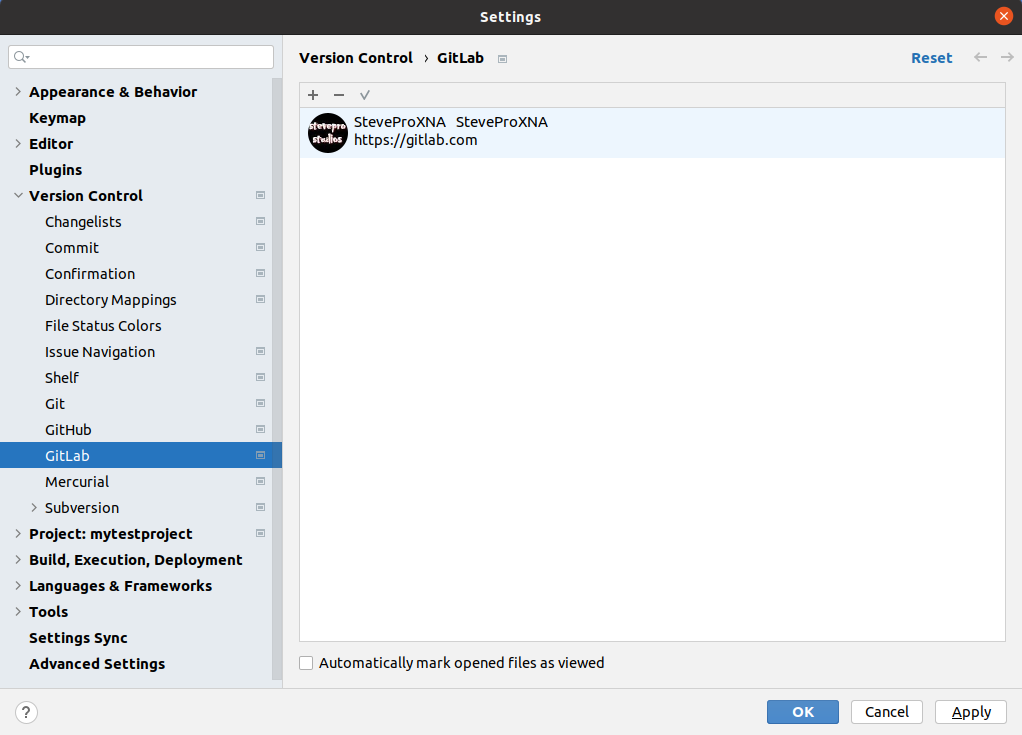 Settings
Version Control › GitLab
Reset
Appearance & Behavior
Keymap
Editor
Plugins
Version Control
Changelists
Commit
Confirmation
Directory Mappings
File Status Colors
Issue Navigation
Shelf
Git
GitHub
GitLab
Mercurial
Subversion
Project: mytestproject
Build, Execution, Deployment
Languages & Frameworks
Tools
Settings Sync
Advanced Settings
stevepro
studios
SteveProXNA SteveProXNA
https://gitlab.com
Automatically mark opened files as viewed
?
OK
Cancel
Apply